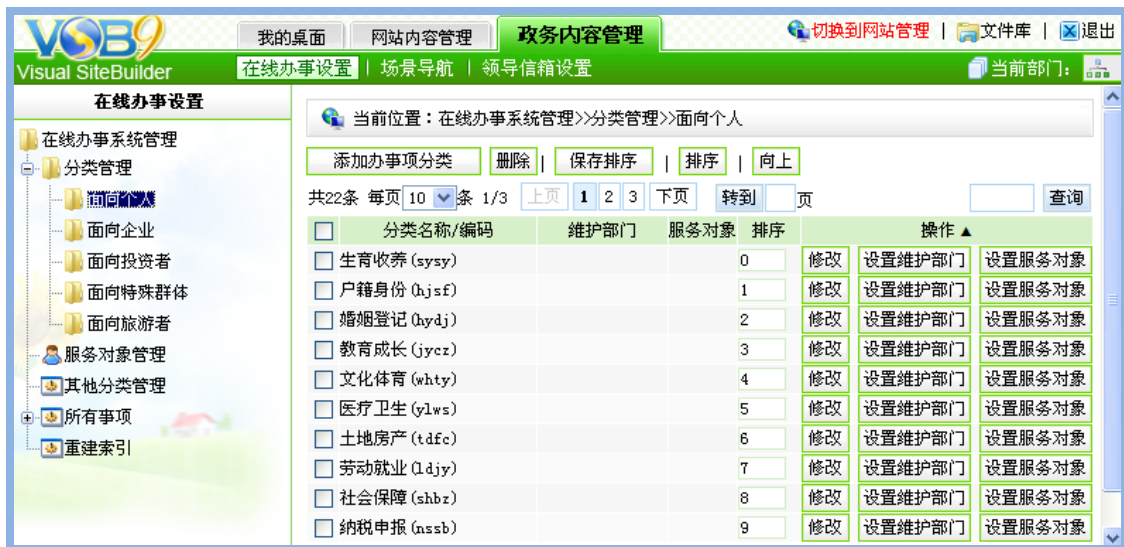 VSB9
Visual SiteBuilder
我的桌面 网站内容管理 政务内容管理 切换到网站管理 | 文件库 | 退出
在线办事设置 | 场景导航 | 领导信箱设置 当前部门：
在线办事设置
在线办事系统管理
分类管理
面向个人
面向企业
面向投资者
面向特殊群体
面向旅游者
服务对象管理
其他分类管理
所有事项
重建索引
当前位置：在线办事系统管理>>分类管理>>面向个人
添加办事项分类 删除 | 保存排序 | 排序 | 向上
共22条 每页 10 条 1/3 上页 1 2 3 下页 转到 页 查询
分类名称/编码 维护部门 服务对象 排序 操作▲
生育收养(sysy) 0 修改 设置维护部门 设置服务对象
户籍身份(hjsf) 1 修改 设置维护部门 设置服务对象
婚姻登记(hydj) 2 修改 设置维护部门 设置服务对象
教育成长(jycz) 3 修改 设置维护部门 设置服务对象
文化体育(whty) 4 修改 设置维护部门 设置服务对象
医疗卫生(ylws) 5 修改 设置维护部门 设置服务对象
土地房产(tdfc) 6 修改 设置维护部门 设置服务对象
劳动就业(ldjy) 7 修改 设置维护部门 设置服务对象
社会保障(shbz) 8 修改 设置维护部门 设置服务对象
纳税申报(nssb) 9 修改 设置维护部门 设置服务对象